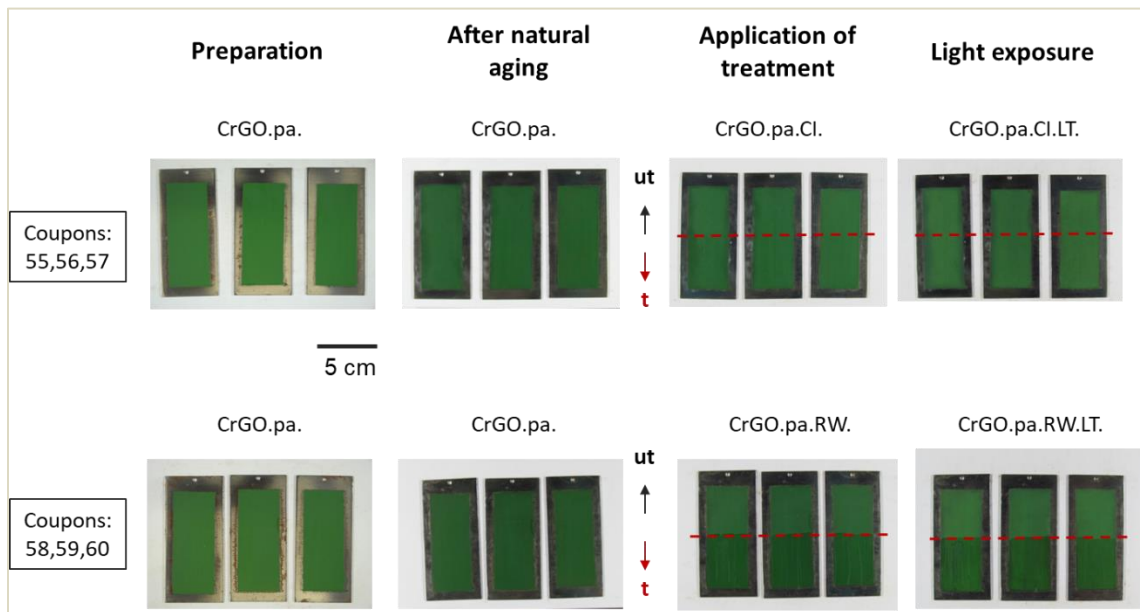 Preparation
After natural
aging
Application of
treatment
Light exposure
CrGO.pa.
CrGO.pa.
CrGO.pa.Cl.
CrGO.pa.Cl.LT.
Coupons:
55,56,57
ut
t
5 cm
CrGO.pa.
CrGO.pa.
CrGO.pa.RW.
CrGO.pa.RW.LT.
Coupons:
58,59,60
ut
t